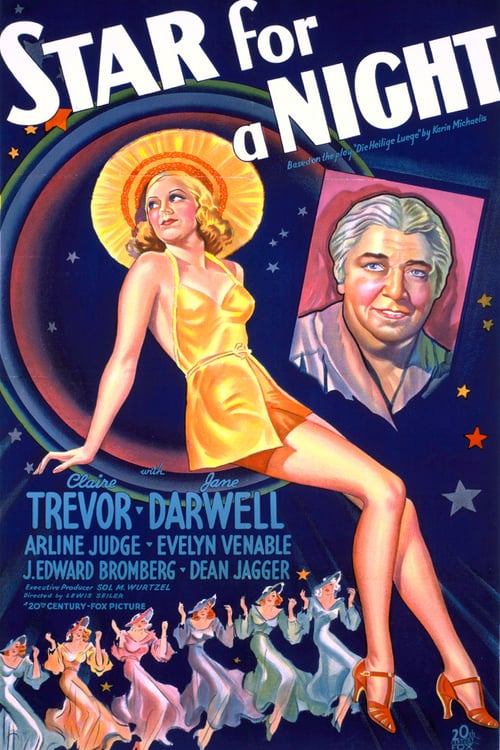 STAR for
a NIGHT
Based on the play "Die Heilige Luege" by Karin Michaelis
with
Claire Jane
TREVOR - DARWELL
ARLINE JUDGE - EVELYN VENABLE
J. EDWARD BROMBERG - DEAN JAGGER
Executive Producer SOL M. WURTZEL
Directed by LEWIS SEILER
A 20TH CENTURY-FOX PICTURE
20th